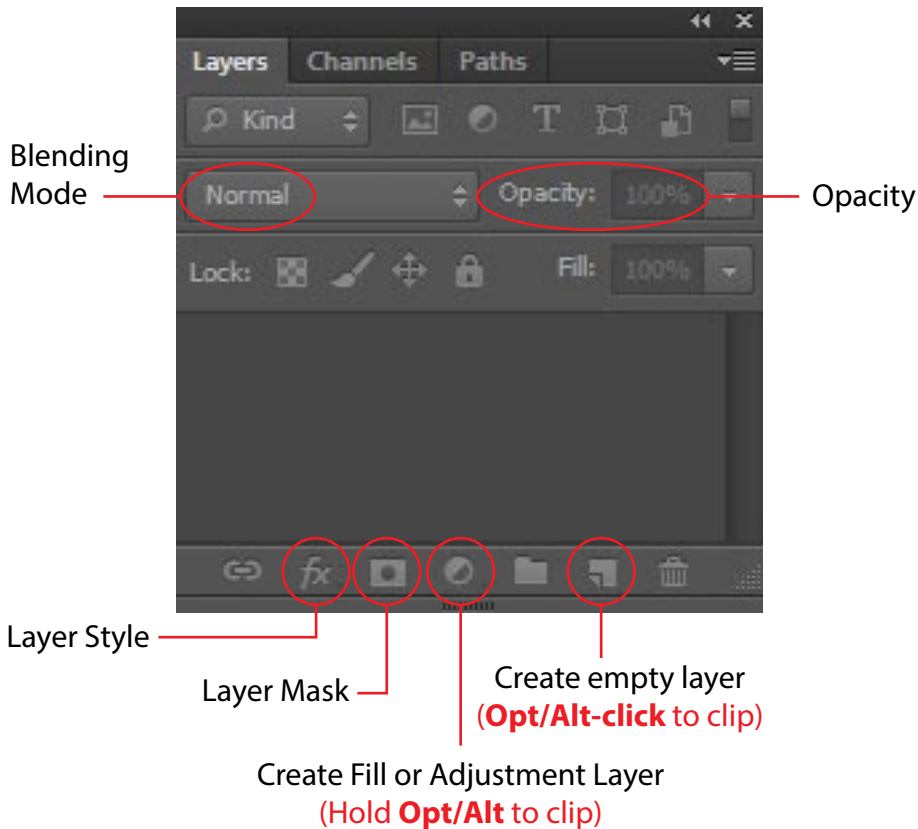 Layers Channels Paths
Kind T
Blending
Mode
Normal Opacity: 100%
Opacity
Lock: Fill: 100%
fx
Layer Style
Layer Mask
Create empty layer
(Opt/Alt-click to clip)
Create Fill or Adjustment Layer
(Hold Opt/Alt to clip)